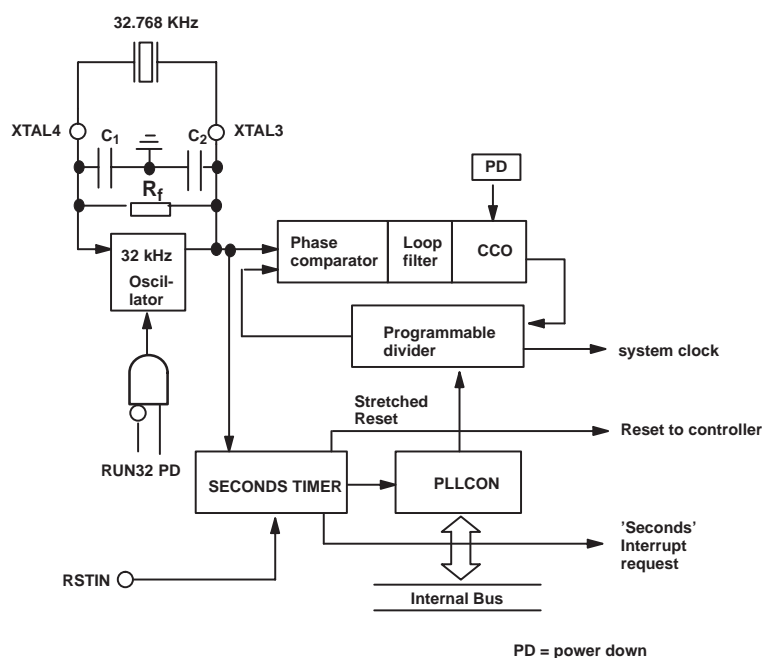 32.768 KHz
XTAL4
C1
C2
XTAL3
Rf
PD
32 kHz
Oscil-
lator
Phase
comparator
Loop
filter
CCO
Programmable
divider
system clock
Stretched
Reset
Reset to controller
RUN32 PD
SECONDS TIMER
PLLCON
'Seconds'
Interrupt
request
RSTIN
Internal Bus
PD = power down